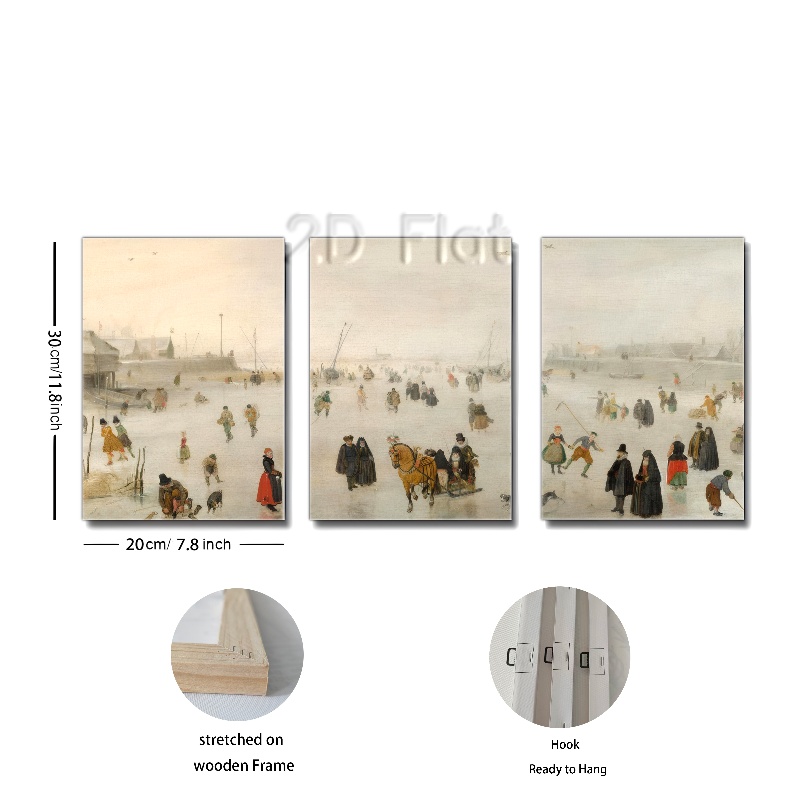 2D Flat
30cm/11.8inch
20cm/ 7.8 inch
stretched on
wooden Frame
Hook
Ready to Hang